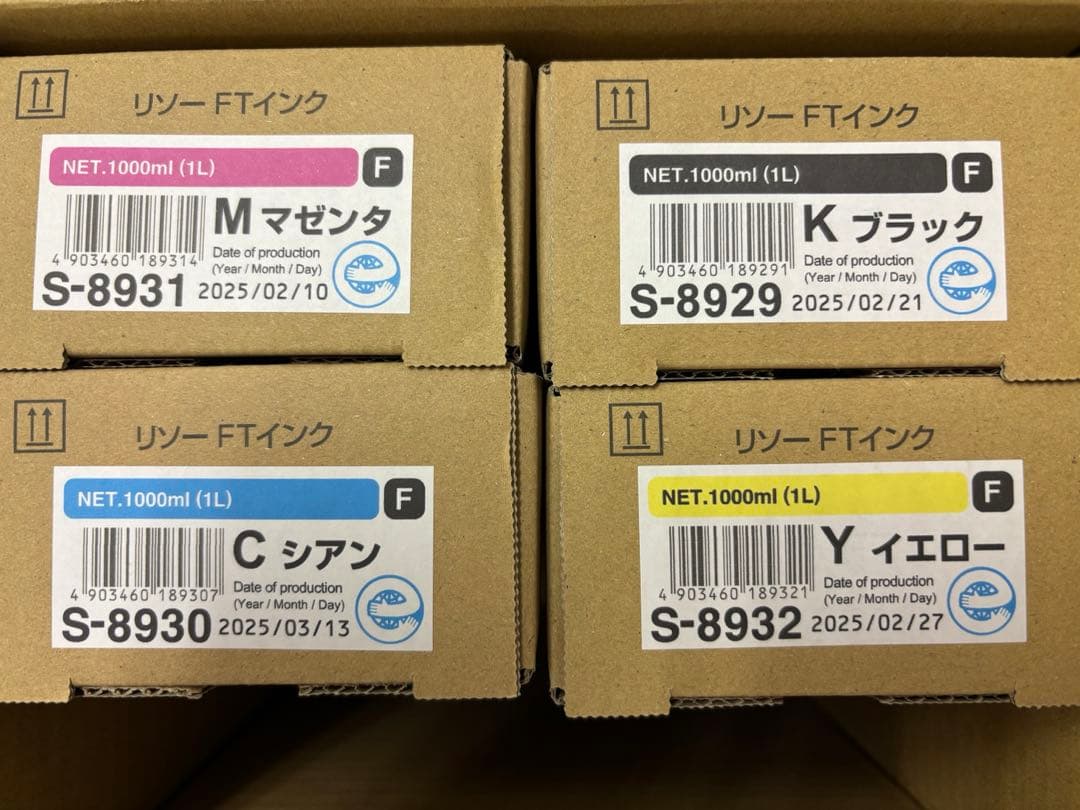 リソー FTインク
NET.1000ml (1L) F
M マゼンタ
4 903460 189314
Date of production
(Year / Month / Day)
S-8931 2025/02/10
リソー FTインク
NET.1000ml (1L) F
K ブラック
4 903460 189291
Date of production
(Year / Month / Day)
S-8929 2025/02/21
リソー FTインク
NET.1000ml (1L) F
C シアン
4 903460 189307
Date of production
(Year / Month / Day)
S-8930 2025/03/13
リソー FTインク
NET.1000ml (1L) F
Y イエロー
4 903460 189321
Date of production
(Year / Month / Day)
S-8932 2025/02/27